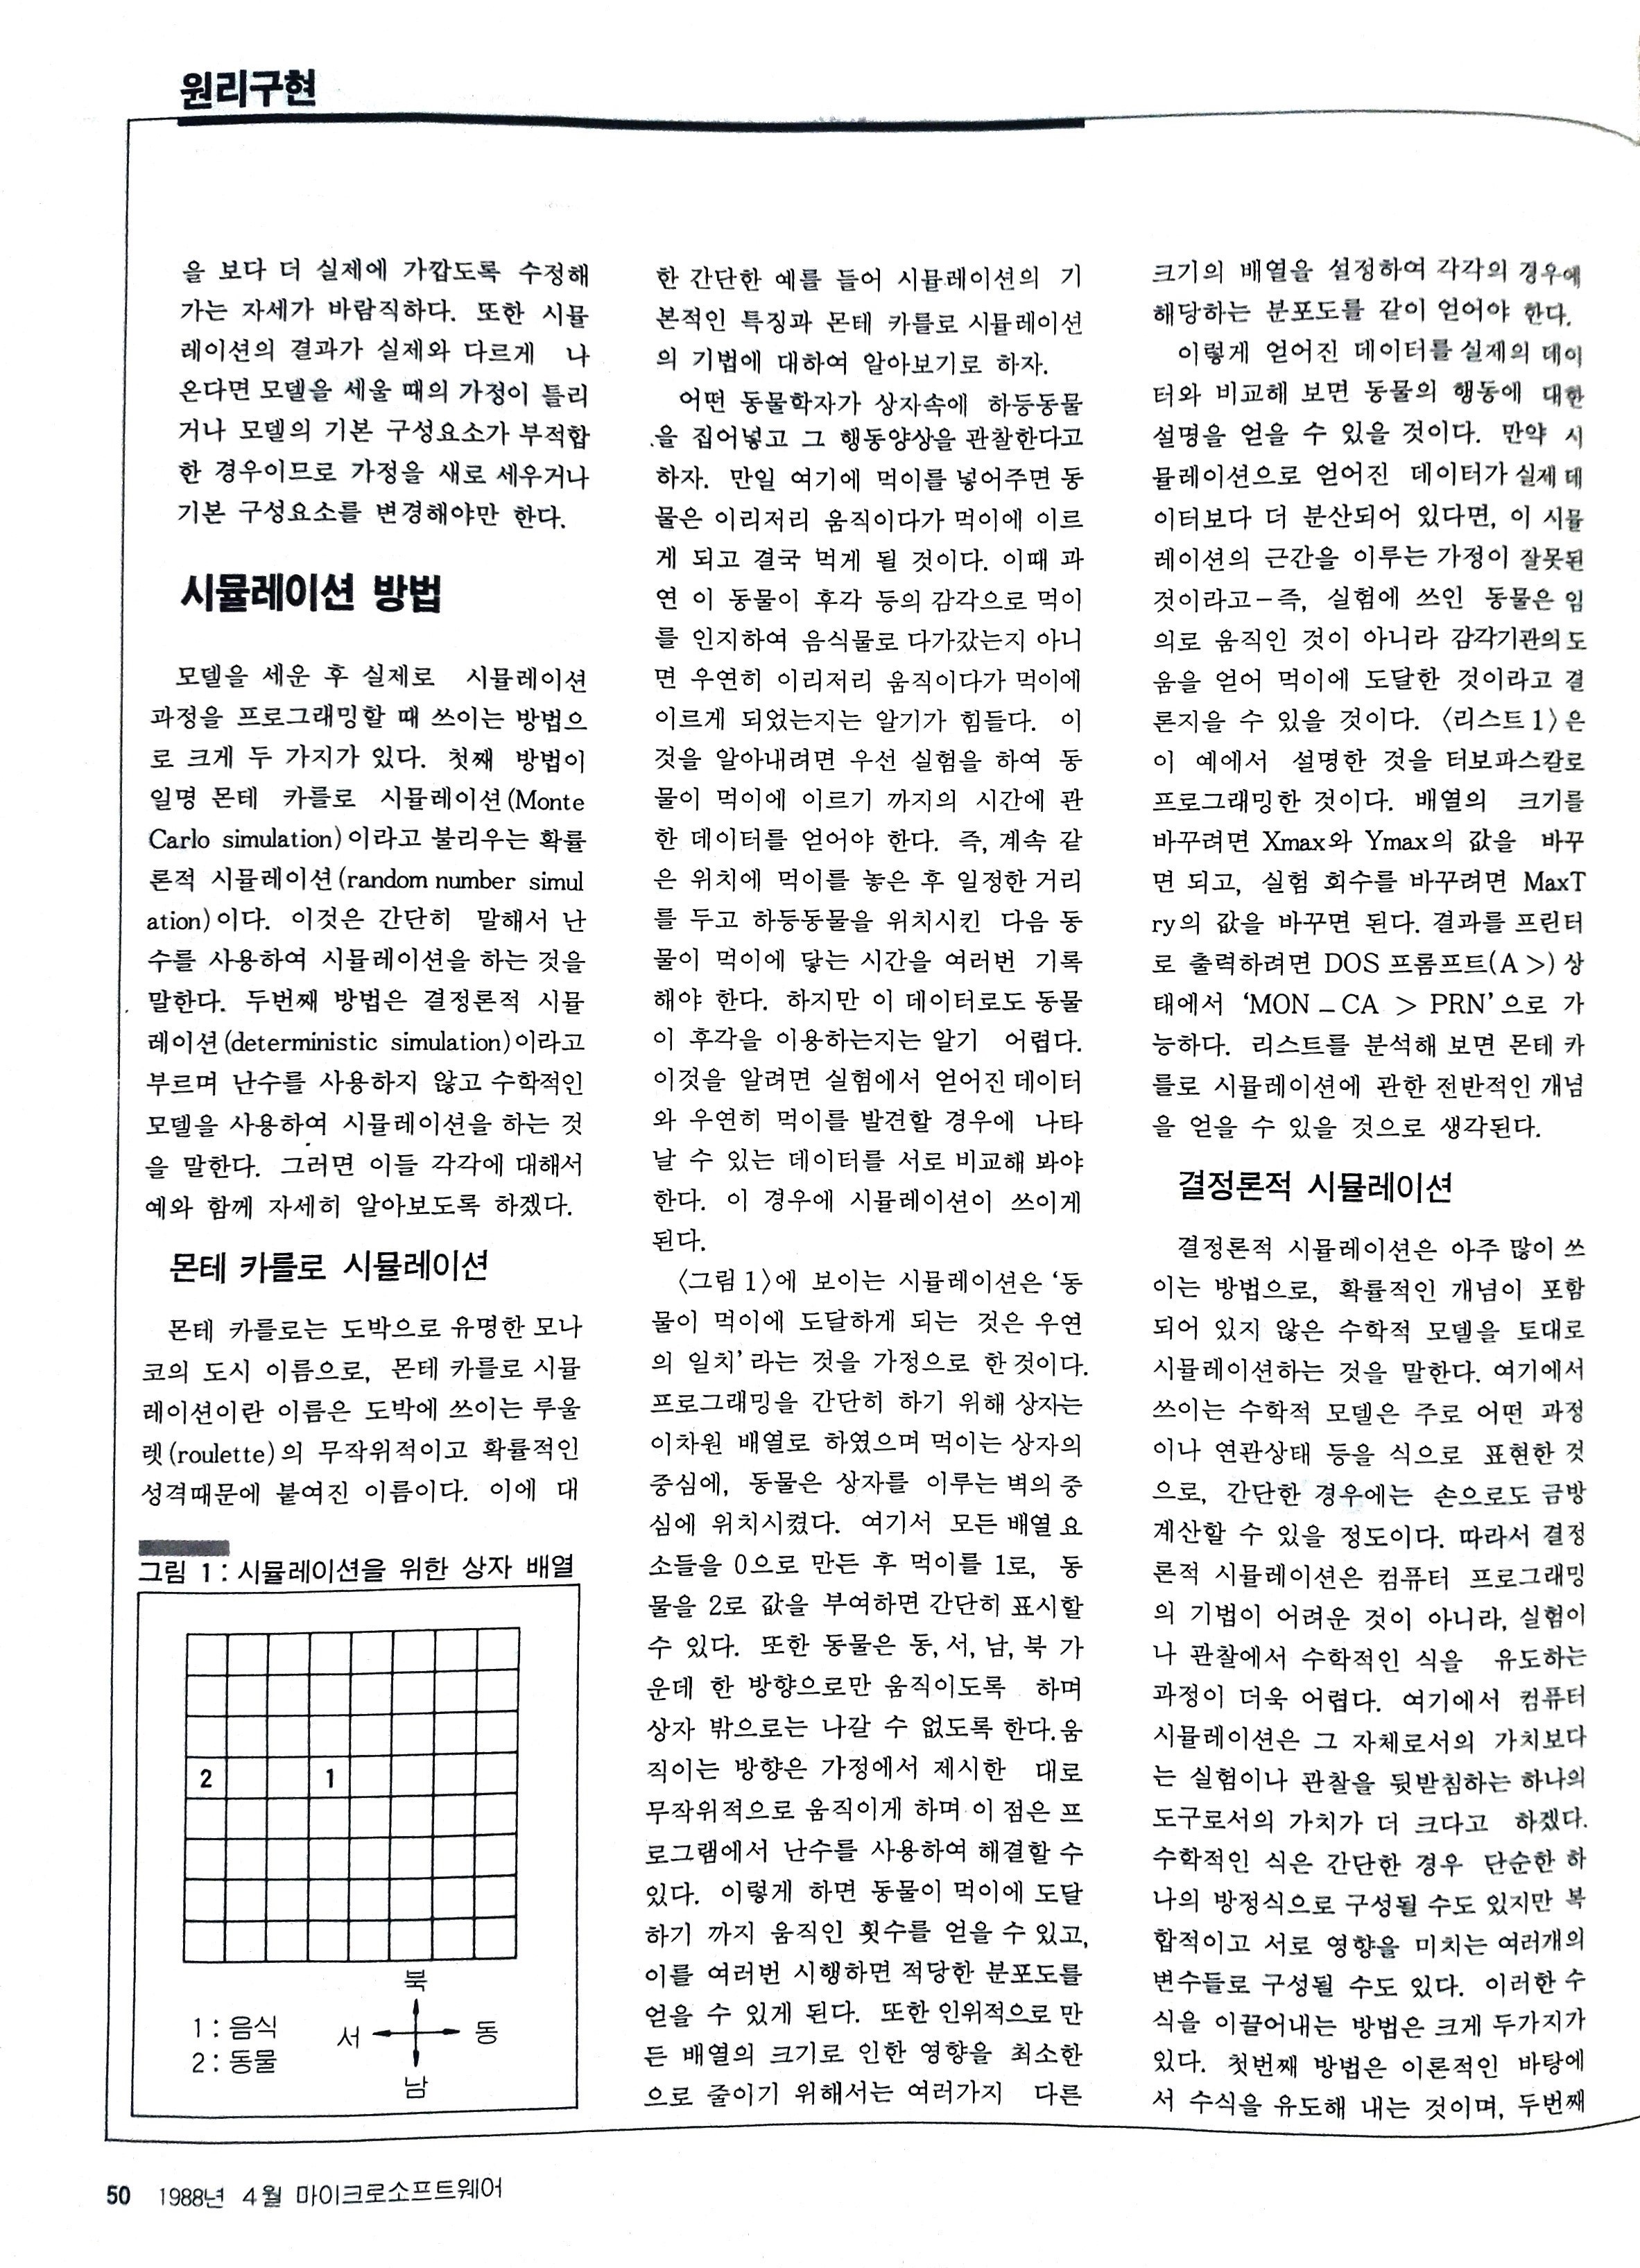 원리구현
을 보다 더 실제에 가깝도록 수정해
가는 자세가 바람직하다. 또한 시뮬
레이션의 결과가 실제와 다르게 나
온다면 모델을 세울 때의 가정이 틀리
거나 모델의 기본 구성요소가 부적합
한 경우이므로 가정을 새로 세우거나
기본 구성요소를 변경해야만 한다.
시뮬레이션 방법
모델을 세운 후 실제로 시뮬레이션
과정을 프로그래밍할 때 쓰이는 방법으
로 크게 두 가지가 있다. 첫째 방법이
일명 몬테 카를로 시뮬레이션(Monte
Carlo simulation)이라고 불리우는 확률
론적 시뮬레이션(random number simul
ation)이다. 이것은 간단히 말해서 난
수를 사용하여 시뮬레이션을 하는 것을
말한다. 두번째 방법은 결정론적 시뮬
레이션(deterministic simulation)이라고
부르며 난수를 사용하지 않고 수학적인
모델을 사용하여 시뮬레이션을 하는 것
을 말한다. 그러면 이들 각각에 대해서
예와 함께 자세히 알아보도록 하겠다.
몬테 카를로 시뮬레이션
몬테 카를로는 도박으로 유명한 모나
코의 도시 이름으로, 몬테 카를로 시뮬
레이션이란 이름은 도박에 쓰이는 루울
렛(roulette)의 무작위적이고 확률적인
성격때문에 붙여진 이름이다. 이에 대
그림 1 : 시뮬레이션을 위한 상자 배열
2 1
북
1 : 음식
서 동
2 : 동물
남
한 간단한 예를 들어 시뮬레이션의 기
본적인 특징과 몬테 카를로 시뮬레이션
의 기법에 대하여 알아보기로 하자.
어떤 동물학자가 상자속에 하등동물
을 집어넣고 그 행동양상을 관찰한다고
하자. 만일 여기에 먹이를 넣어주면 동
물은 이리저리 움직이다가 먹이에 이르
게 되고 결국 먹게 될 것이다. 이때 과
연 이 동물이 후각 등의 감각으로 먹이
를 인지하여 음식물로 다가갔는지 아니
면 우연히 이리저리 움직이다가 먹이에
이르게 되었는지는 알기가 힘들다. 이
것을 알아내려면 우선 실험을 하여 동
물이 먹이에 이르기 까지의 시간에 관
한 데이터를 얻어야 한다. 즉, 계속 같
은 위치에 먹이를 놓은 후 일정한 거리
를 두고 하등동물을 위치시킨 다음 동
물이 먹이에 닿는 시간을 여러번 기록
해야 한다. 하지만 이 데이터로도 동물
이 후각을 이용하는지는 알기 어렵다.
이것을 알려면 실험에서 얻어진 데이터
와 우연히 먹이를 발견할 경우에 나타
날 수 있는 데이터를 서로 비교해 봐야
한다. 이 경우에 시뮬레이션이 쓰이게
된다.
〈그림 1〉에 보이는 시뮬레이션은 ‘동
물이 먹이에 도달하게 되는 것은 우연
의 일치’라는 것을 가정으로 한 것이다.
프로그래밍을 간단히 하기 위해 상자는
이차원 배열로 하였으며 먹이는 상자의
중심에, 동물은 상자를 이루는 벽의 중
심에 위치시켰다. 여기서 모든 배열 요
소들을 0으로 만든 후 먹이를 1로, 동
물을 2로 값을 부여하면 간단히 표시할
수 있다. 또한 동물은 동, 서, 남, 북 가
운데 한 방향으로만 움직이도록 하며
상자 밖으로는 나갈 수 없도록 한다. 움
직이는 방향은 가정에서 제시한 대로
무작위적으로 움직이게 하며 이 점은 프
로그램에서 난수를 사용하여 해결할 수
있다. 이렇게 하면 동물이 먹이에 도달
하기 까지 움직인 횟수를 얻을 수 있고,
이를 여러번 시행하면 적당한 분포도를
얻을 수 있게 된다. 또한 인위적으로 만
든 배열의 크기로 인한 영향을 최소한
으로 줄이기 위해서는 여러가지 다른
크기의 배열을 설정하여 각각의 경우에
해당하는 분포도를 같이 얻어야 한다.
이렇게 얻어진 데이터를 실제의 데이
터와 비교해 보면 동물의 행동에 대한
설명을 얻을 수 있을 것이다. 만약 시
뮬레이션으로 얻어진 데이터가 실제 데
이터보다 더 분산되어 있다면, 이 시뮬
레이션의 근간을 이루는 가정이 잘못된
것이라고－즉, 실험에 쓰인 동물은 임
의로 움직인 것이 아니라 감각기관의 도
움을 얻어 먹이에 도달한 것이라고 결
론지을 수 있을 것이다. 〈리스트 1〉은
이 예에서 설명한 것을 터보파스칼로
프로그래밍한 것이다. 배열의 크기를
바꾸려면 Xmax와 Ymax의 값을 바꾸
면 되고, 실험 회수를 바꾸려면 MaxT
ry의 값을 바꾸면 된다. 결과를 프린터
로 출력하려면 DOS 프롬프트(A >) 상
태에서 ‘MON _ CA > PRN’으로 가
능하다. 리스트를 분석해 보면 몬테 카
를로 시뮬레이션에 관한 전반적인 개념
을 얻을 수 있을 것으로 생각된다.
결정론적 시뮬레이션
결정론적 시뮬레이션은 아주 많이 쓰
이는 방법으로, 확률적인 개념이 포함
되어 있지 않은 수학적 모델을 토대로
시뮬레이션하는 것을 말한다. 여기에서
쓰이는 수학적 모델은 주로 어떤 과정
이나 연관상태 등을 식으로 표현한 것
으로, 간단한 경우에는 손으로도 금방
계산할 수 있을 정도이다. 따라서 결정
론적 시뮬레이션은 컴퓨터 프로그래밍
의 기법이 어려운 것이 아니라, 실험이
나 관찰에서 수학적인 식을 유도하는
과정이 더욱 어렵다. 여기에서 컴퓨터
시뮬레이션은 그 자체로서의 가치보다
는 실험이나 관찰을 뒷받침하는 하나의
도구로서의 가치가 더 크다고 하겠다.
수학적인 식은 간단한 경우 단순한 하
나의 방정식으로 구성될 수도 있지만 복
합적이고 서로 영향을 미치는 여러개의
변수들로 구성될 수도 있다. 이러한 수
식을 이끌어내는 방법은 크게 두가지가
있다. 첫번째 방법은 이론적인 바탕에
서 수식을 유도해 내는 것이며, 두번째
50 1988년 4월 마이크로소프트웨어